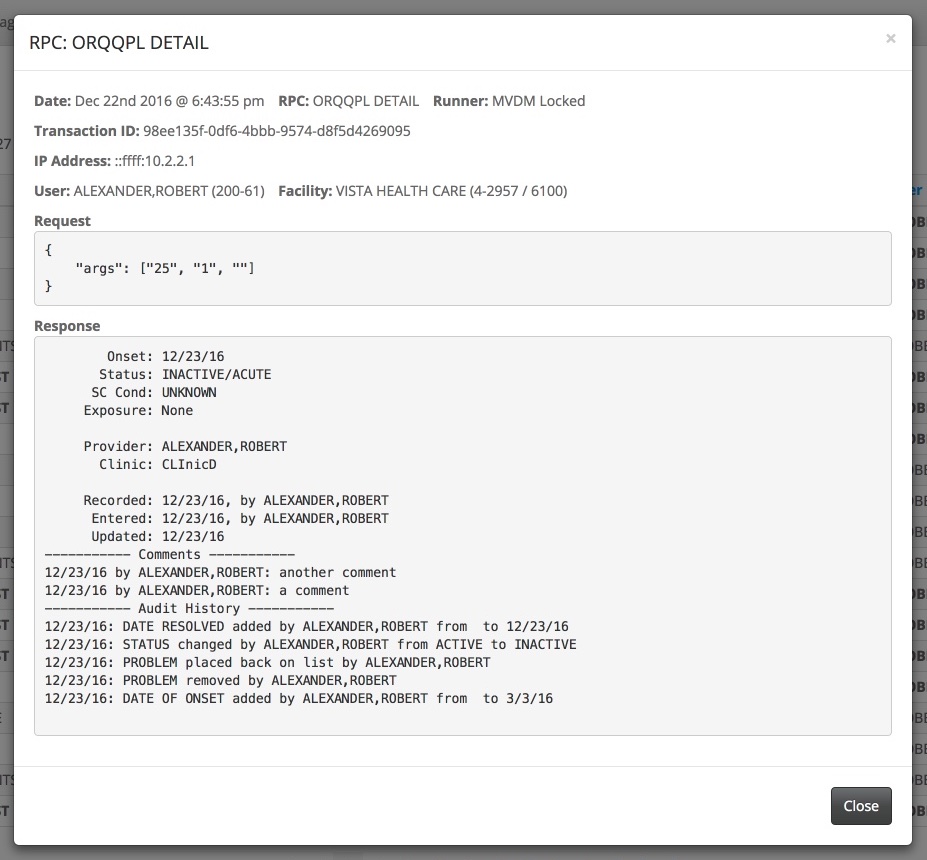 RPC: ORQQPL DETAIL ×
Date: Dec 22nd 2016 @ 6:43:55 pm RPC: ORQQPL DETAIL Runner: MVDM Locked
Transaction ID: 98ee135f-0df6-4bbb-9574-d8f5d4269095
IP Address: ::ffff:10.2.2.1
User: ALEXANDER,ROBERT (200-61) Facility: VISTA HEALTH CARE (4-2957 / 6100)
Request
{
"args": ["25", "1", ""]
}
Response
Onset: 12/23/16
Status: INACTIVE/ACUTE
SC Cond: UNKNOWN
Exposure: None
Provider: ALEXANDER,ROBERT
Clinic: CLInicD
Recorded: 12/23/16, by ALEXANDER,ROBERT
Entered: 12/23/16, by ALEXANDER,ROBERT
Updated: 12/23/16
----------- Comments -----------
12/23/16 by ALEXANDER,ROBERT: another comment
12/23/16 by ALEXANDER,ROBERT: a comment
----------- Audit History -----------
12/23/16: DATE RESOLVED added by ALEXANDER,ROBERT from  to 12/23/16
12/23/16: STATUS changed by ALEXANDER,ROBERT from ACTIVE to INACTIVE
12/23/16: PROBLEM placed back on list by ALEXANDER,ROBERT
12/23/16: PROBLEM removed by ALEXANDER,ROBERT
12/23/16: DATE OF ONSET added by ALEXANDER,ROBERT from  to 3/3/16
Close